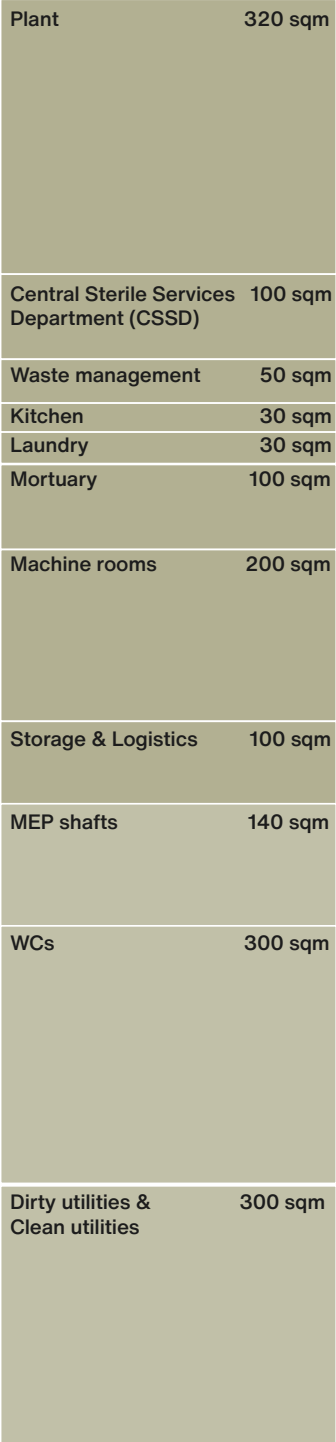 Plant 320 sqm
Central Sterile Services 100 sqm
Department (CSSD)
Waste management 50 sqm
Kitchen 30 sqm
Laundry 30 sqm
Mortuary 100 sqm
Machine rooms 200 sqm
Storage & Logistics 100 sqm
MEP shafts 140 sqm
WCs 300 sqm
Dirty utilities & 300 sqm
Clean utilities